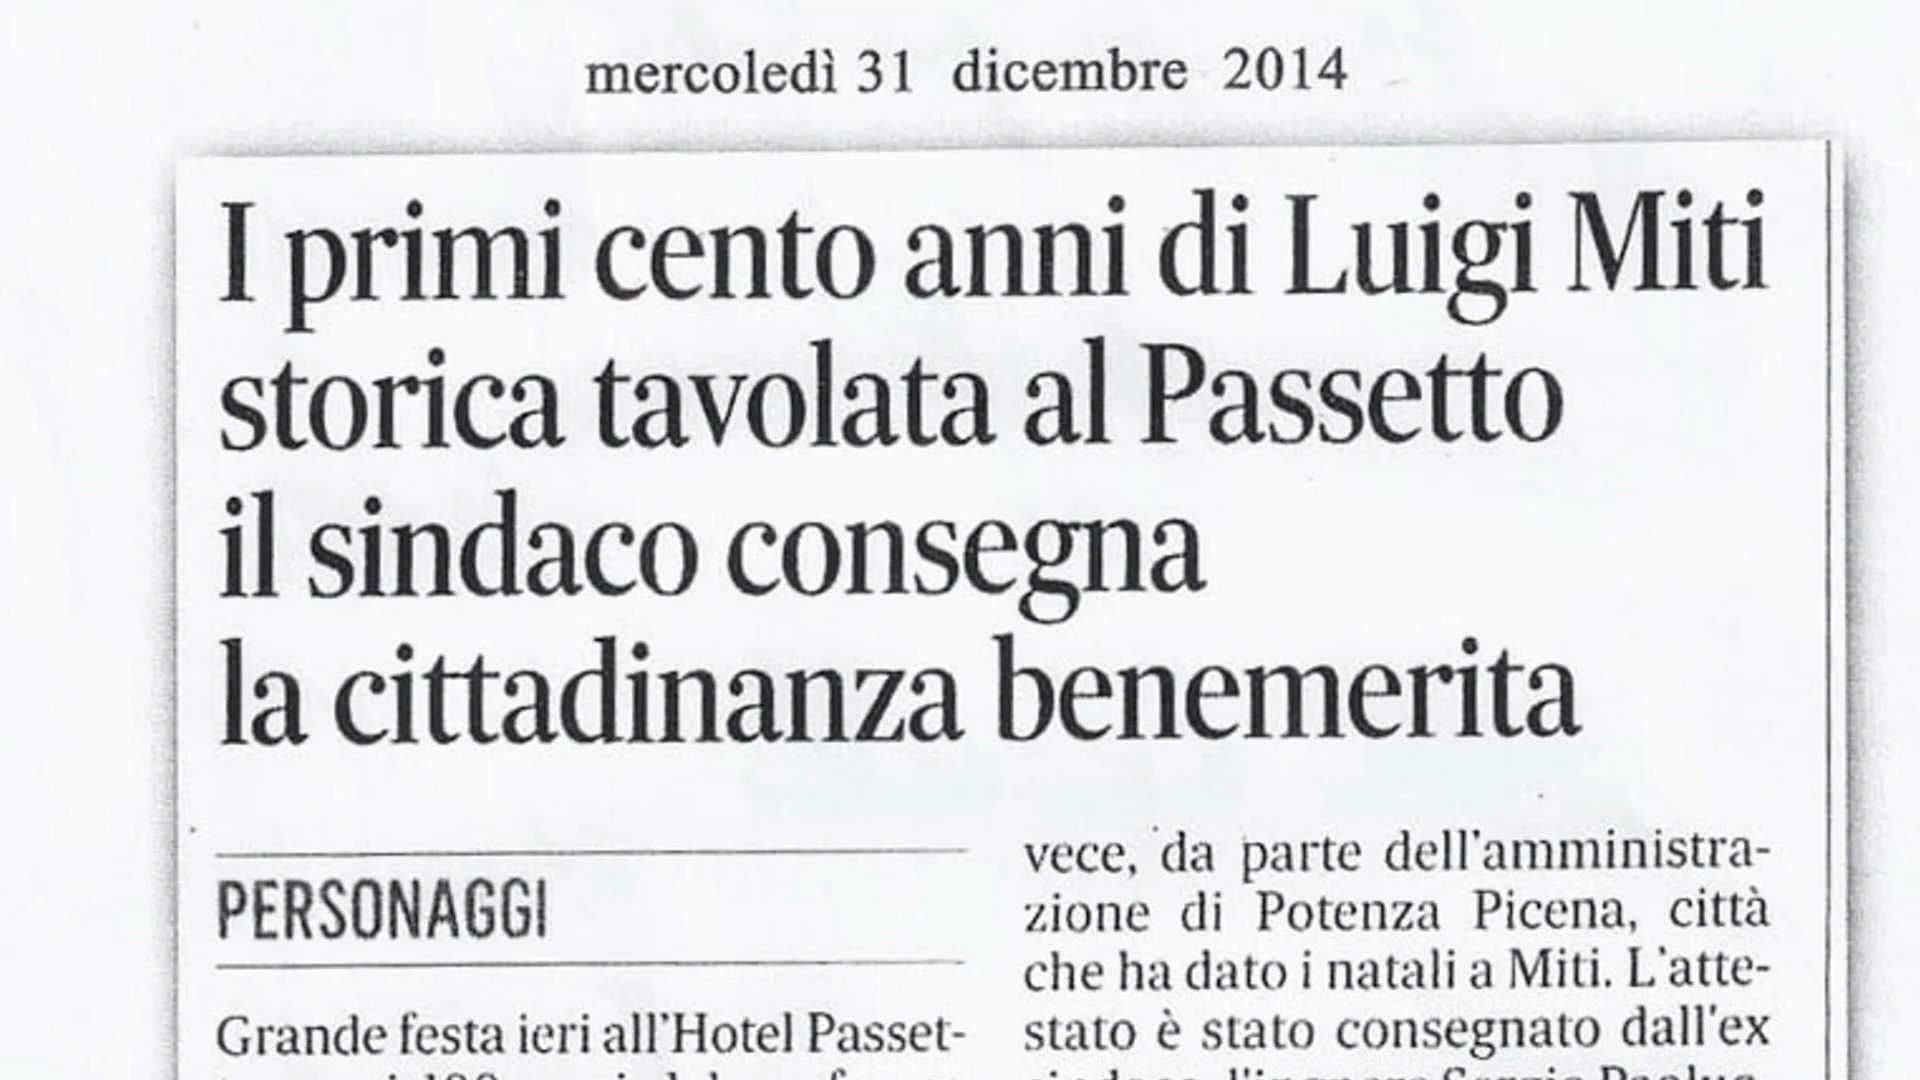 mercoledì 31 dicembre 2014
I primi cento anni di Luigi Miti
storica tavolata al Passetto
il sindaco consegna
la cittadinanza benemerita
PERSONAGGI
Grande festa ieri all'Hotel Passet-
vece, da parte dell'amministra-
zione di Potenza Picena, città
che ha dato i natali a Miti. L'atte-
stato è stato consegnato dall'ex